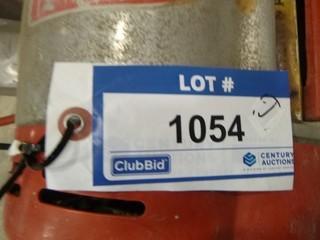 LOT #
1054
ClubBid
CENTURY
AUCTIONS